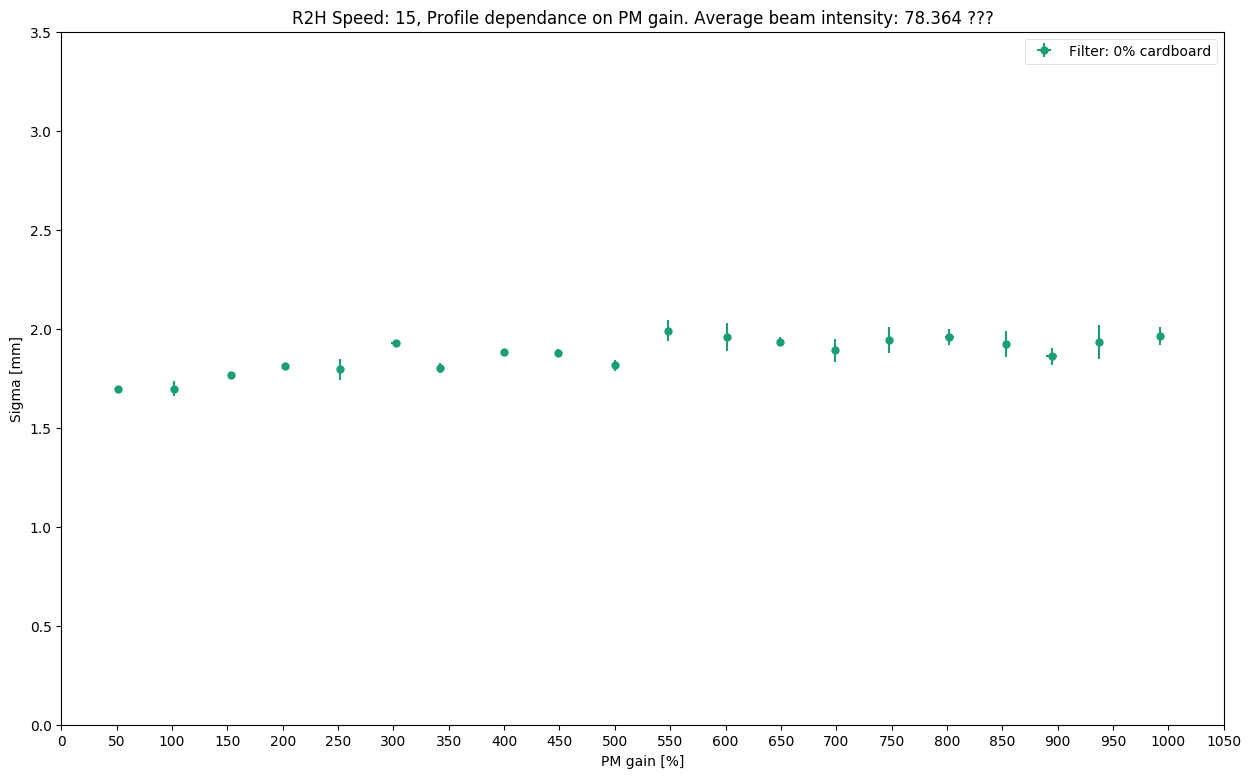 R2H Speed: 15, Profile dependance on PM gain. Average beam intensity: 78.364 ???
Filter: 0% cardboard
3.5
3.0
2.5
2.0
1.5
1.0
0.5
0.0
Sigma [mm]
0 50 100 150 200 250 300 350 400 450 500 550 600 650 700 750 800 850 900 950 1000 1050
PM gain [%]